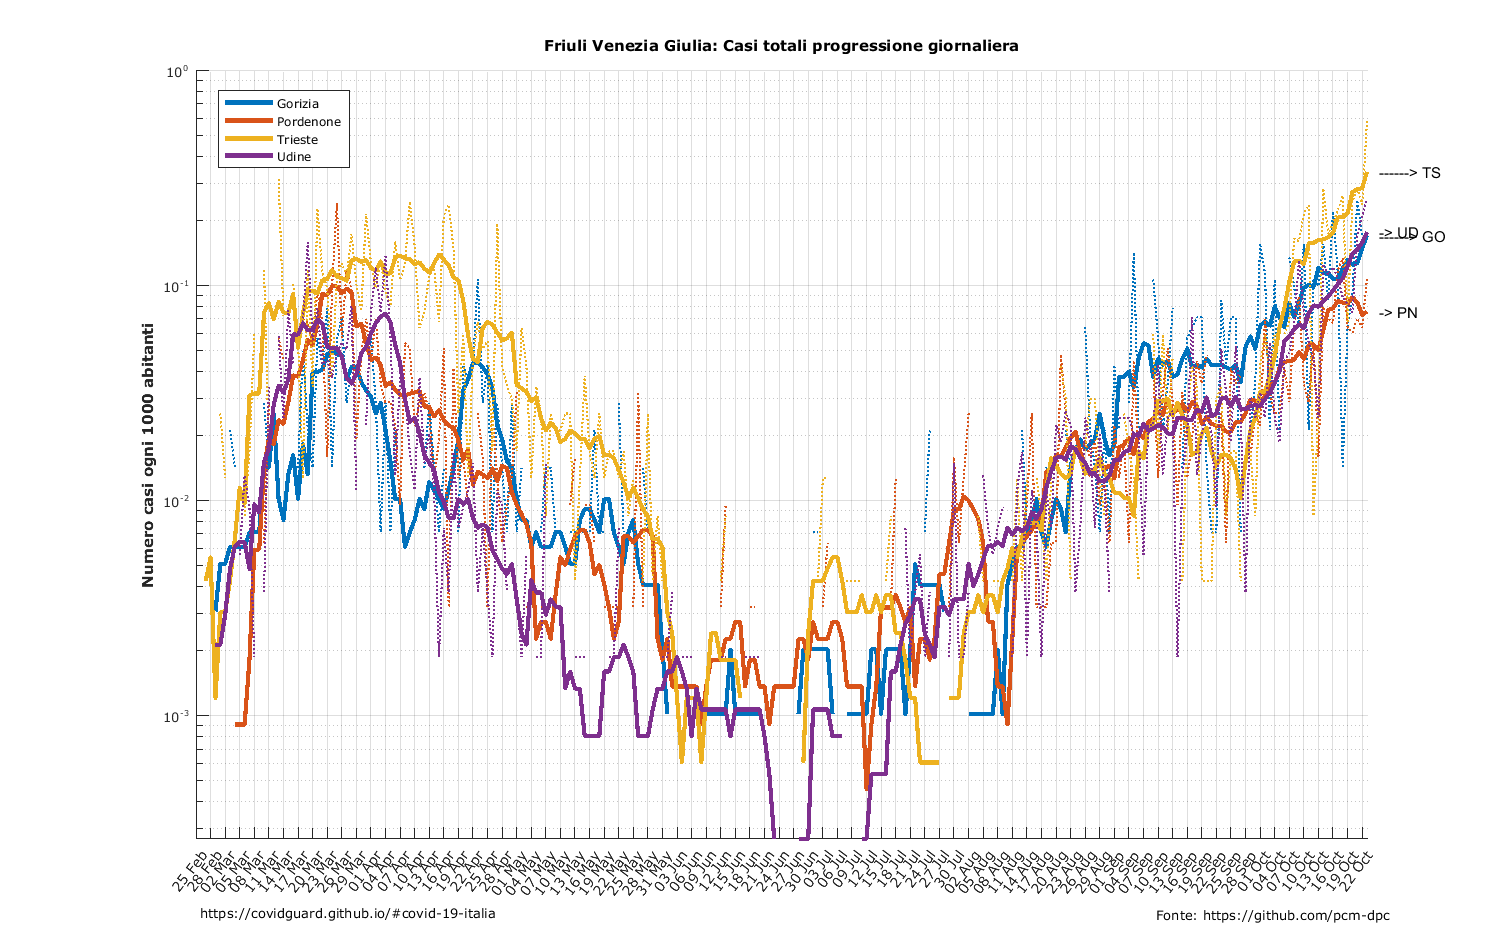 Friuli Venezia Giulia: Casi totali progressione giornaliera
10⁰
10⁻¹
10⁻²
10⁻³
Numero casi ogni 1000 abitanti
Gorizia
Pordenone
Trieste
Udine
------> TS
-> UD
------> GO
-> PN
25 Feb
28 Feb
02 Mar
05 Mar
08 Mar
11 Mar
14 Mar
17 Mar
20 Mar
23 Mar
26 Mar
29 Mar
01 Apr
04 Apr
07 Apr
10 Apr
13 Apr
16 Apr
19 Apr
22 Apr
25 Apr
28 Apr
01 May
04 May
07 May
10 May
13 May
16 May
19 May
22 May
25 May
28 May
31 May
03 Jun
06 Jun
09 Jun
12 Jun
15 Jun
18 Jun
21 Jun
24 Jun
27 Jun
30 Jun
03 Jul
06 Jul
09 Jul
12 Jul
15 Jul
18 Jul
21 Jul
24 Jul
27 Jul
30 Jul
02 Aug
05 Aug
08 Aug
11 Aug
14 Aug
17 Aug
20 Aug
23 Aug
26 Aug
29 Aug
01 Sep
04 Sep
07 Sep
10 Sep
13 Sep
16 Sep
19 Sep
22 Sep
25 Sep
28 Sep
01 Oct
04 Oct
07 Oct
10 Oct
13 Oct
16 Oct
19 Oct
22 Oct
https://covidguard.github.io/#covid-19-italia
Fonte: https://github.com/pcm-dpc